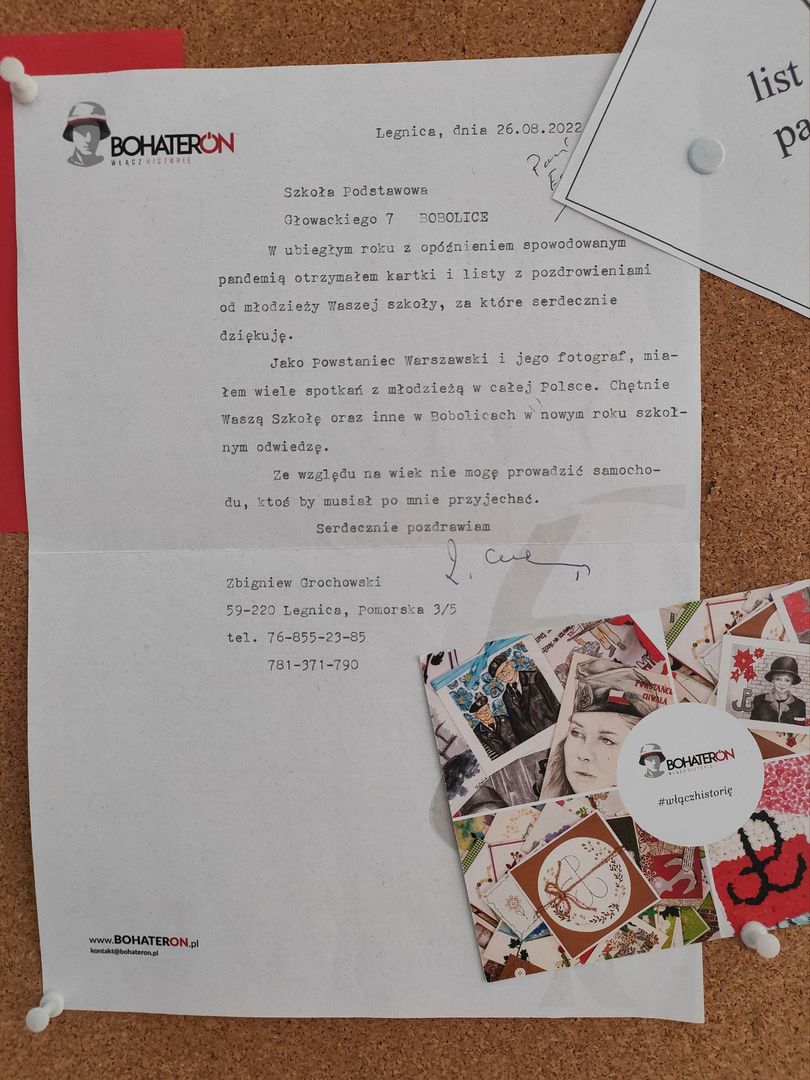 BOHATERON
WŁĄCZ HISTORIĘ
Legnica, dnia 26.08.2022
list
pa
Szkoła Podstawowa
Głowackiego 7 BOBOLICE
W ubiegłym roku z opóźnieniem spowodowanym
pandemią otrzymałem kartki i listy z pozdrowieniami
od młodzieży Waszej szkoły, za które serdecznie
dziękuję.
Jako Powstaniec Warszawski i jego fotograf, mia-
łem wiele spotkań z młodzieżą w całej Polsce. Chętnie
Waszą Szkołę oraz inne w Bobolicach w nowym roku szkol-
nym odwiedzę.
Ze względu na wiek nie mogę prowadzić samocho-
du, ktoś by musiał po mnie przyjechać.
Serdecznie pozdrawiam
Zbigniew Grochowski
59-220 Legnica, Pomorska 3/5
tel. 76-855-23-85
781-371-790
POWSTAŃC
CHWAŁA
BOHATERON
WŁĄCZ HISTORIĘ
#włączhistorię
www.BOHATERON.pl
kontakt@bohateron.pl